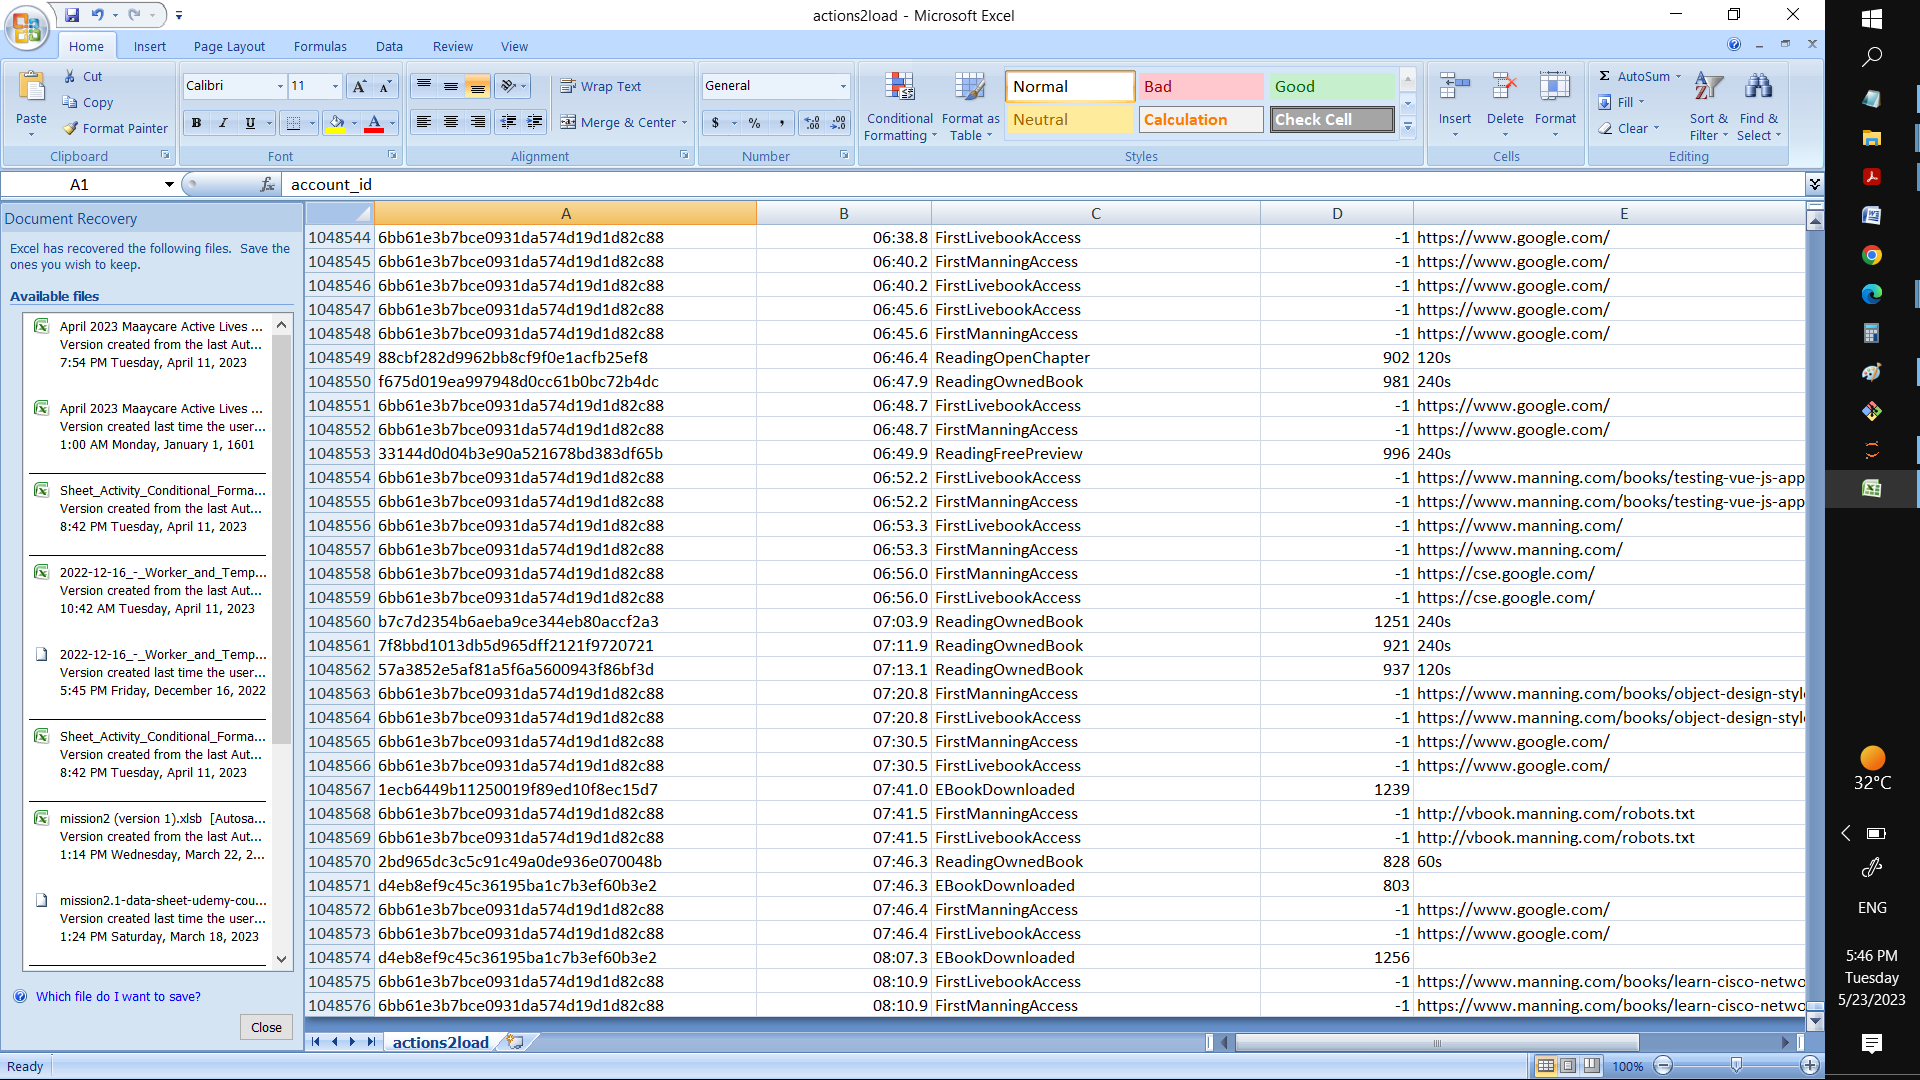 actions2load - Microsoft Excel
Home Insert Page Layout Formulas Data Review View
Paste Cut Copy Format Painter
Calibri 11
B I U
Wrap Text
Merge & Center
General
$ % ,
Conditional Formatting Format as Table
Normal Bad Good
Neutral Calculation Check Cell
Insert Delete Format
AutoSum Fill Clear
Sort & Filter Find & Select
Clipboard Font Alignment Number Styles Cells Editing
A1 fx account_id
Document Recovery
Excel has recovered the following files. Save the
ones you wish to keep.
Available files
April 2023 Maaycare Active Lives ...
Version created from the last Aut...
7:54 PM Tuesday, April 11, 2023
April 2023 Maaycare Active Lives ...
Version created last time the user...
1:00 AM Monday, January 1, 1601
Sheet_Activity_Conditional_Forma...
Version created from the last Aut...
8:42 PM Tuesday, April 11, 2023
2022-12-16_-_Worker_and_Temp...
Version created from the last Aut...
10:42 AM Tuesday, April 11, 2023
2022-12-16_-_Worker_and_Temp...
Version created last time the user...
5:45 PM Friday, December 16, 2022
Sheet_Activity_Conditional_Forma...
Version created from the last Aut...
8:42 PM Tuesday, April 11, 2023
mission2 (version 1).xlsb [Autosa...
Version created from the last Aut...
1:14 PM Wednesday, March 22, 2...
mission2.1-data-sheet-udemy-cou...
Version created last time the user...
1:24 PM Saturday, March 18, 2023
Which file do I want to save?
Close
A B C D E
1048544 6bb61e3b7bce0931da574d19d1d82c88 06:38.8 FirstLivebookAccess -1 https://www.google.com/
1048545 6bb61e3b7bce0931da574d19d1d82c88 06:40.2 FirstManningAccess -1 https://www.google.com/
1048546 6bb61e3b7bce0931da574d19d1d82c88 06:40.2 FirstLivebookAccess -1 https://www.google.com/
1048547 6bb61e3b7bce0931da574d19d1d82c88 06:45.6 FirstLivebookAccess -1 https://www.google.com/
1048548 6bb61e3b7bce0931da574d19d1d82c88 06:45.6 FirstManningAccess -1 https://www.google.com/
1048549 88cbf282d9962bb8cf9f0e1acfb25ef8 06:46.4 ReadingOpenChapter 902 120s
1048550 f675d019ea997948d0cc61b0bc72b4dc 06:47.9 ReadingOwnedBook 981 240s
1048551 6bb61e3b7bce0931da574d19d1d82c88 06:48.7 FirstLivebookAccess -1 https://www.google.com/
1048552 6bb61e3b7bce0931da574d19d1d82c88 06:48.7 FirstManningAccess -1 https://www.google.com/
1048553 33144d0d04b3e90a521678bd383df65b 06:49.9 ReadingFreePreview 996 240s
1048554 6bb61e3b7bce0931da574d19d1d82c88 06:52.2 FirstLivebookAccess -1 https://www.manning.com/books/testing-vue-js-app
1048555 6bb61e3b7bce0931da574d19d1d82c88 06:52.2 FirstManningAccess -1 https://www.manning.com/books/testing-vue-js-app
1048556 6bb61e3b7bce0931da574d19d1d82c88 06:53.3 FirstLivebookAccess -1 https://www.manning.com/
1048557 6bb61e3b7bce0931da574d19d1d82c88 06:53.3 FirstManningAccess -1 https://www.manning.com/
1048558 6bb61e3b7bce0931da574d19d1d82c88 06:56.0 FirstManningAccess -1 https://cse.google.com/
1048559 6bb61e3b7bce0931da574d19d1d82c88 06:56.0 FirstLivebookAccess -1 https://cse.google.com/
1048560 b7c7d2354b6aeba9ce344eb80accf2a3 07:03.9 ReadingOwnedBook 1251 240s
1048561 7f8bbd1013db5d965dff2121f9720721 07:11.9 ReadingOwnedBook 921 240s
1048562 57a3852e5af81a5f6a5600943f86bf3d 07:13.1 ReadingOwnedBook 937 120s
1048563 6bb61e3b7bce0931da574d19d1d82c88 07:20.8 FirstManningAccess -1 https://www.manning.com/books/object-design-style
1048564 6bb61e3b7bce0931da574d19d1d82c88 07:20.8 FirstLivebookAccess -1 https://www.manning.com/books/object-design-style
1048565 6bb61e3b7bce0931da574d19d1d82c88 07:30.5 FirstManningAccess -1 https://www.google.com/
1048566 6bb61e3b7bce0931da574d19d1d82c88 07:30.5 FirstLivebookAccess -1 https://www.google.com/
1048567 1ecb6449b11250019f89ed10f8ec15d7 07:41.0 EBookDownloaded 1239
1048568 6bb61e3b7bce0931da574d19d1d82c88 07:41.5 FirstManningAccess -1 http://vbook.manning.com/robots.txt
1048569 6bb61e3b7bce0931da574d19d1d82c88 07:41.5 FirstLivebookAccess -1 http://vbook.manning.com/robots.txt
1048570 2bd965dc3c5c91c49a0de936e070048b 07:46.3 ReadingOwnedBook 828 60s
1048571 d4eb8ef9c45c36195ba1c7b3ef60b3e2 07:46.3 EBookDownloaded 803
1048572 6bb61e3b7bce0931da574d19d1d82c88 07:46.4 FirstManningAccess -1 https://www.google.com/
1048573 6bb61e3b7bce0931da574d19d1d82c88 07:46.4 FirstLivebookAccess -1 https://www.google.com/
1048574 d4eb8ef9c45c36195ba1c7b3ef60b3e2 08:07.3 EBookDownloaded 1256
1048575 6bb61e3b7bce0931da574d19d1d82c88 08:10.9 FirstLivebookAccess -1 https://www.manning.com/books/learn-cisco-netwo
1048576 6bb61e3b7bce0931da574d19d1d82c88 08:10.9 FirstManningAccess -1 https://www.manning.com/books/learn-cisco-netwo
actions2load
Ready 100%
32°C
ENG
5:46 PM
Tuesday
5/23/2023